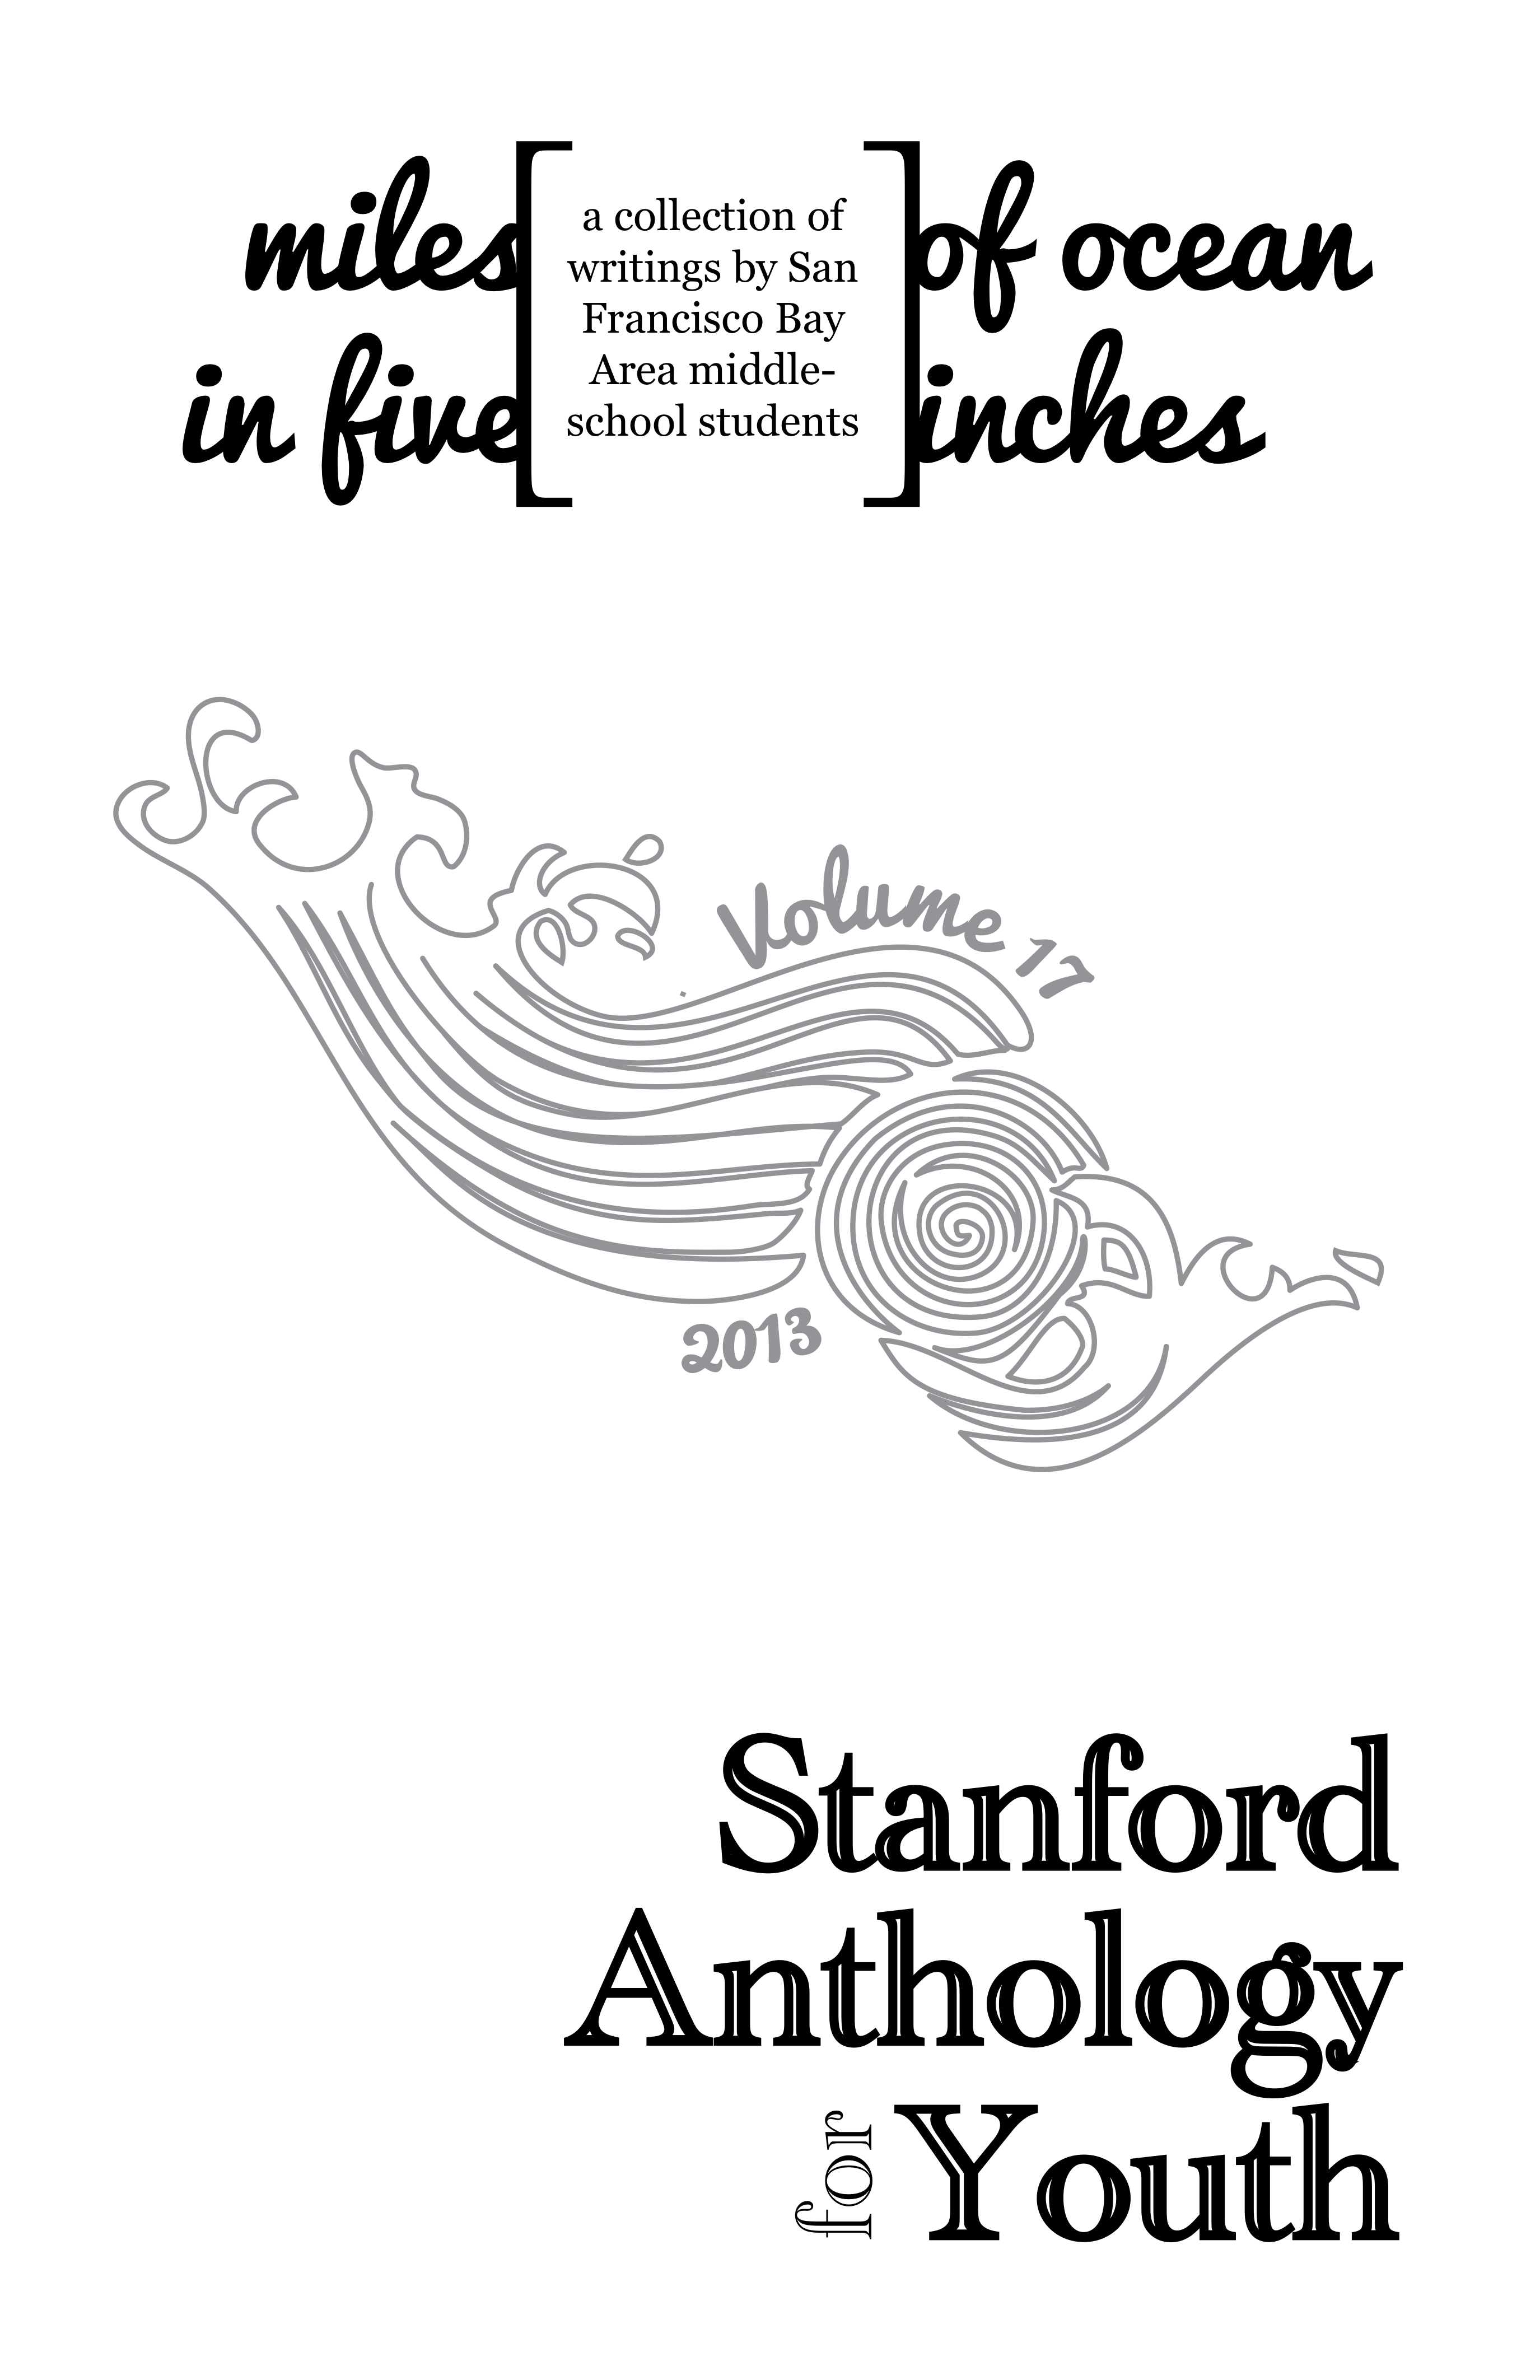 miles of ocean
in five inches
a collection of
writings by San
Francisco Bay
Area middle-
school students
Volume 17
2013
Stanford
Anthology
for Youth